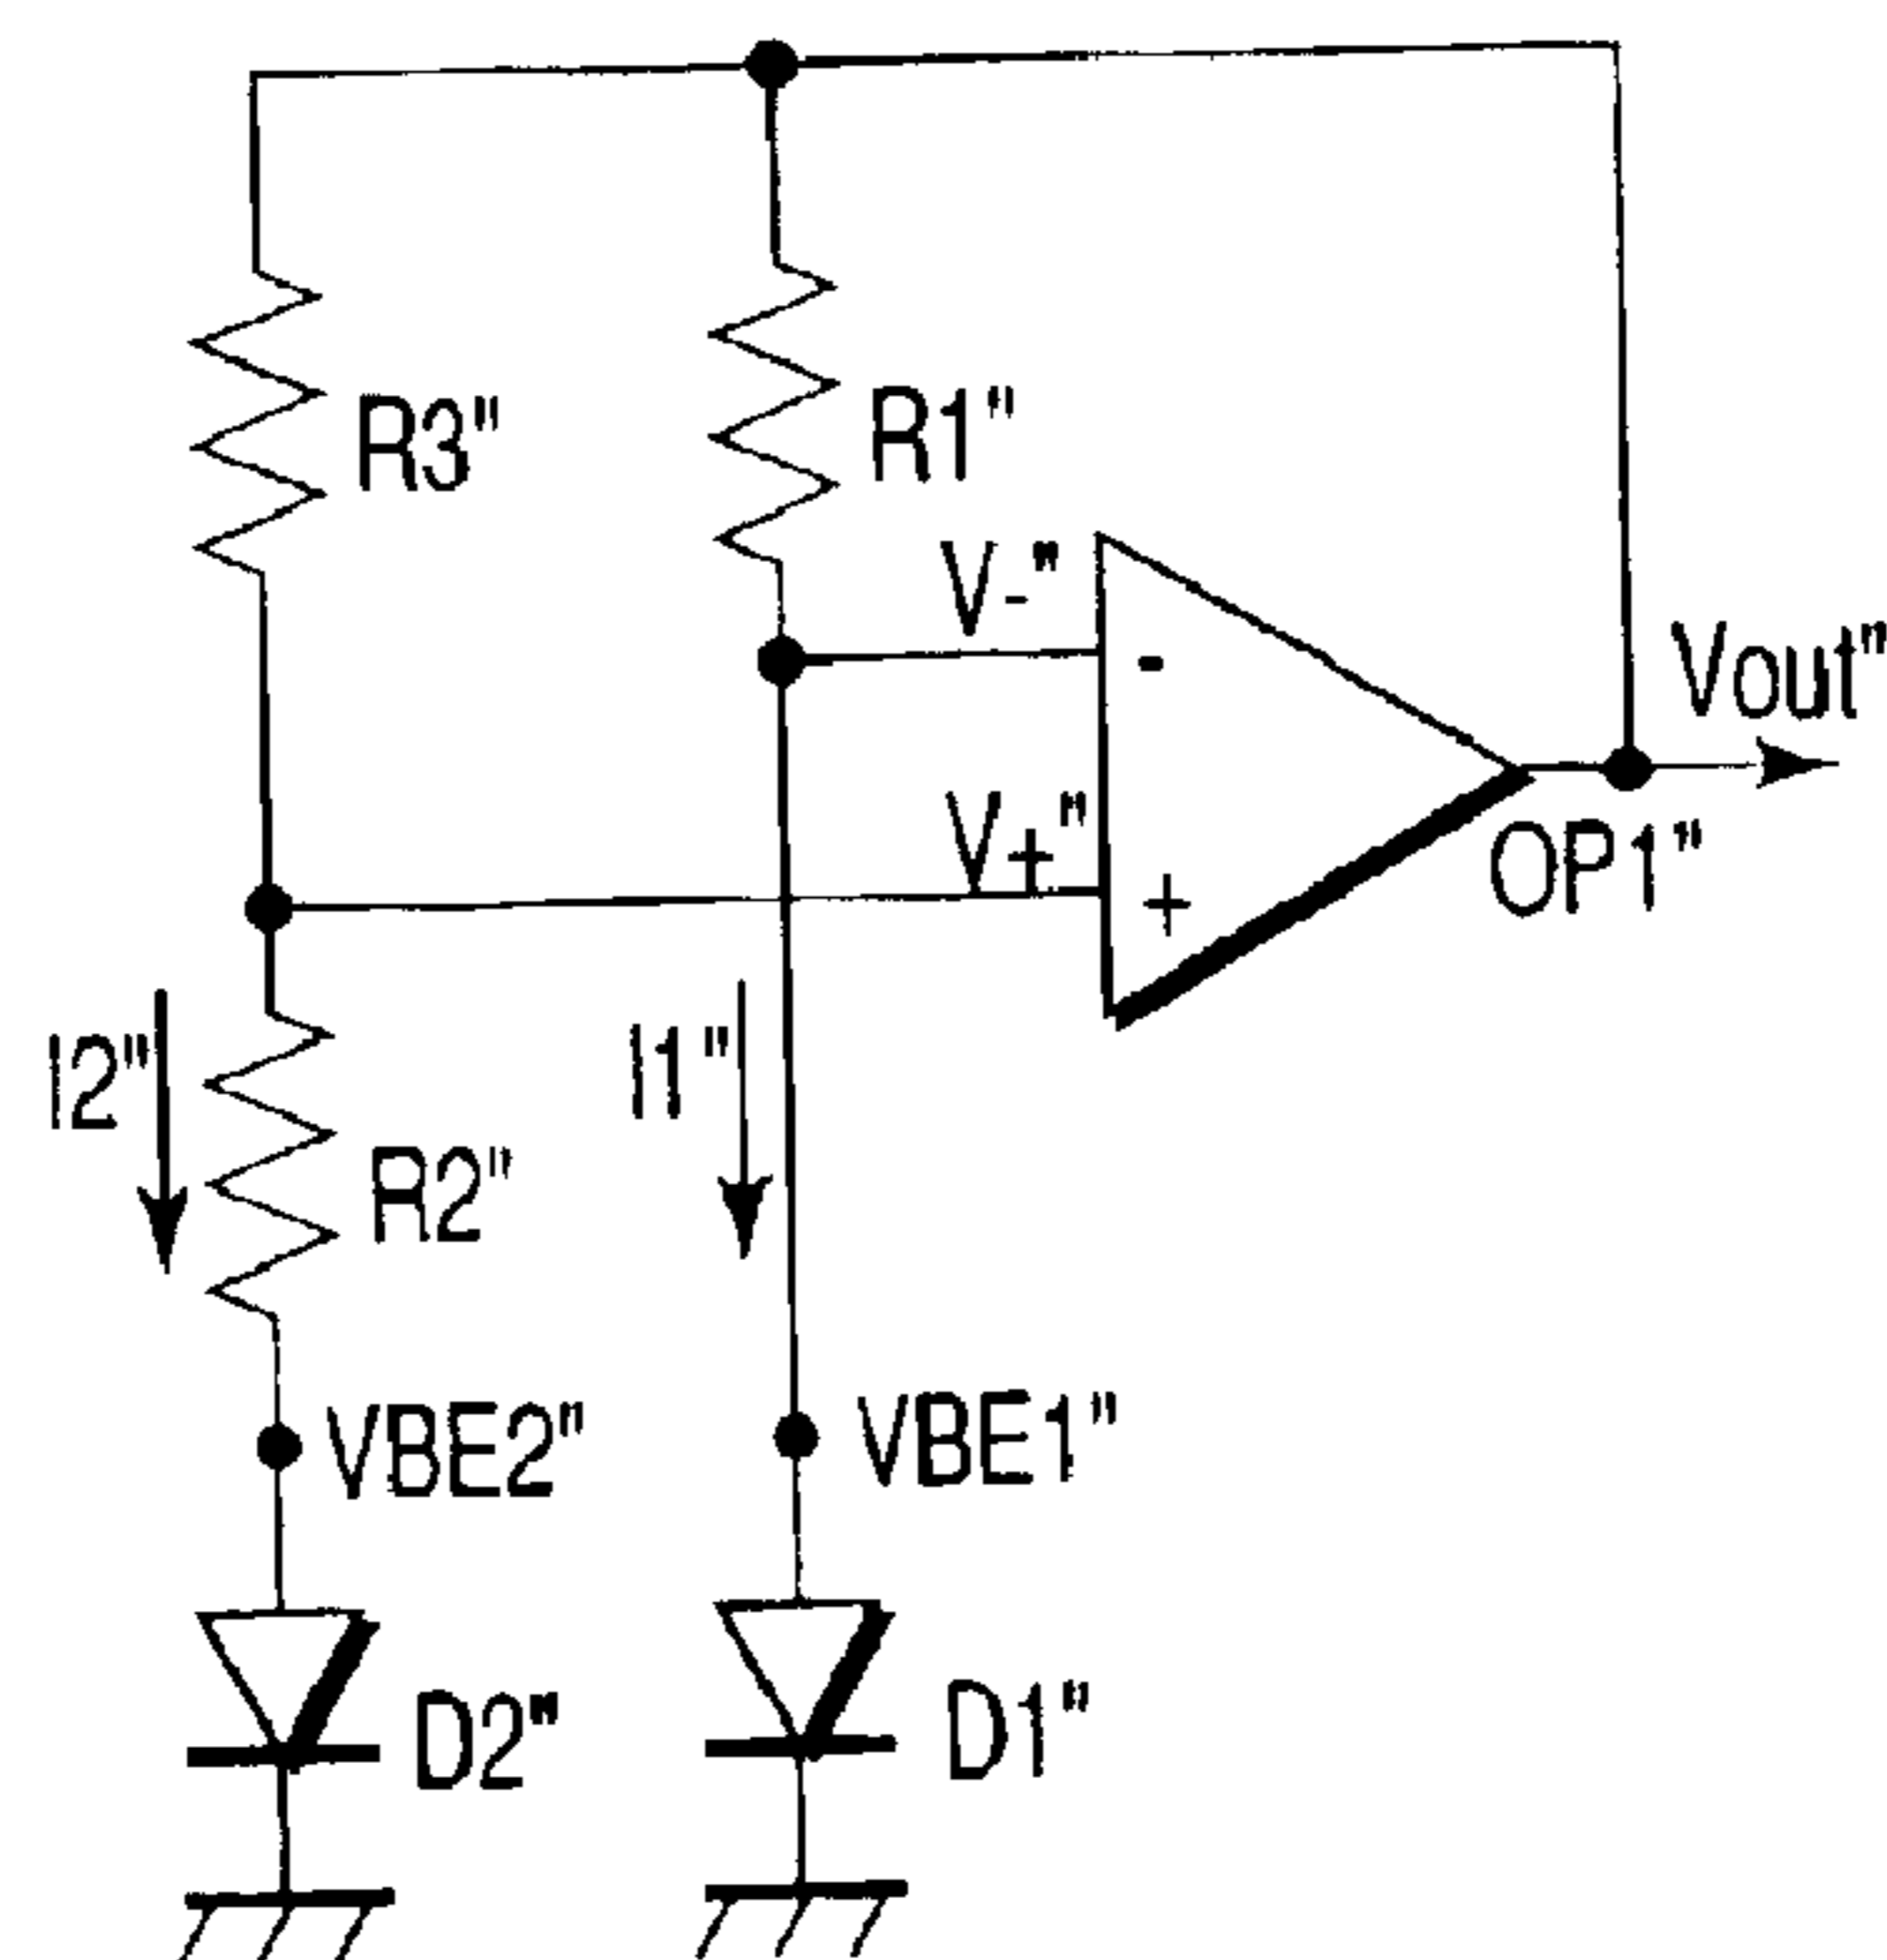 R3"
R1"
V-"
-
Vout"
V+"
+
OP1"
I2"
I1"
R2"
VBE2"
VBE1"
D2"
D1"